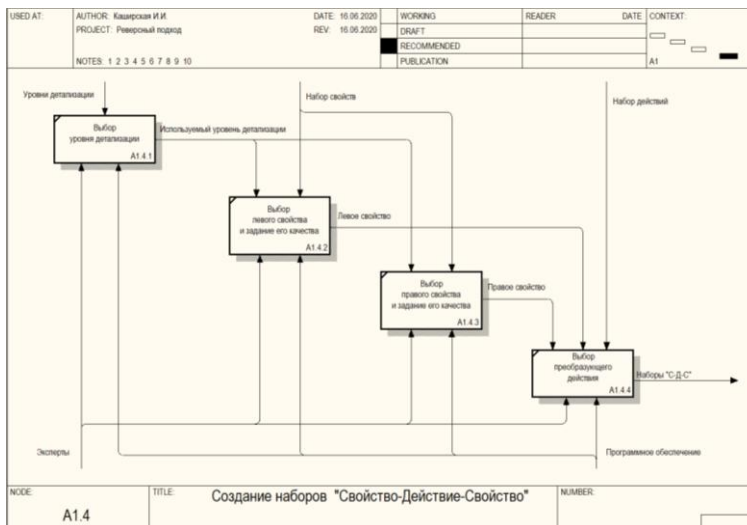 USED AT: AUTHOR: Каширская И.И. DATE: 16.06.2020 WORKING READER DATE CONTEXT:
PROJECT: Реверсный подход REV: 16.06.2020 DRAFT
RECOMMENDED
NOTES: 1 2 3 4 5 6 7 8 9 10 PUBLICATION A1
Уровни детализации
Набор свойств
Набор действий
Выбор
уровня детализации
A1.4.1
Используемый уровень детализации
Выбор
левого свойства
и задание его качества
A1.4.2
Левое свойство
Выбор
правого свойства
и задание его качества
A1.4.3
Правое свойство
Выбор
преобразующего
действия
A1.4.4
Наборы "С-Д-С"
Эксперты
Программное обеспечение
NODE: TITLE: NUMBER:
A1.4 Создание наборов "Свойство-Действие-Свойство"